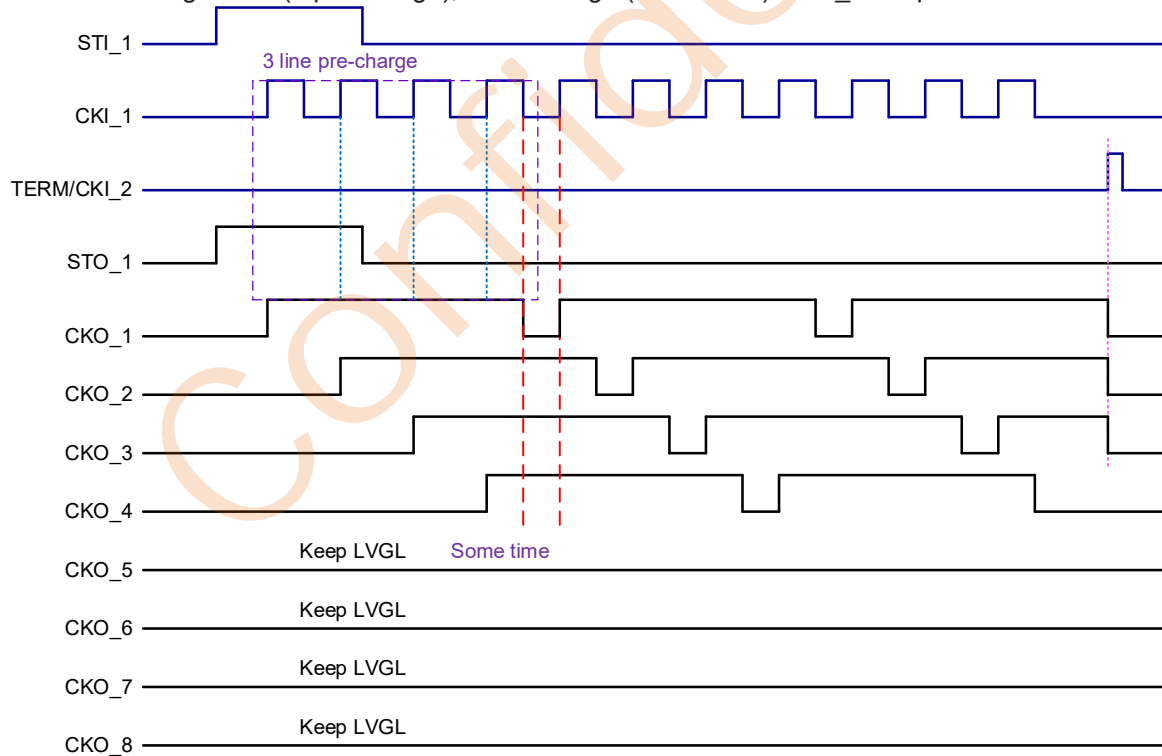 STI_1
3 line pre-charge
CKI_1
TERM/CKI_2
STO_1
CKO_1
CKO_2
CKO_3
CKO_4
Keep LVGL Some time
CKO_5
Keep LVGL
CKO_6
Keep LVGL
CKO_7
Keep LVGL
CKO_8
Confide